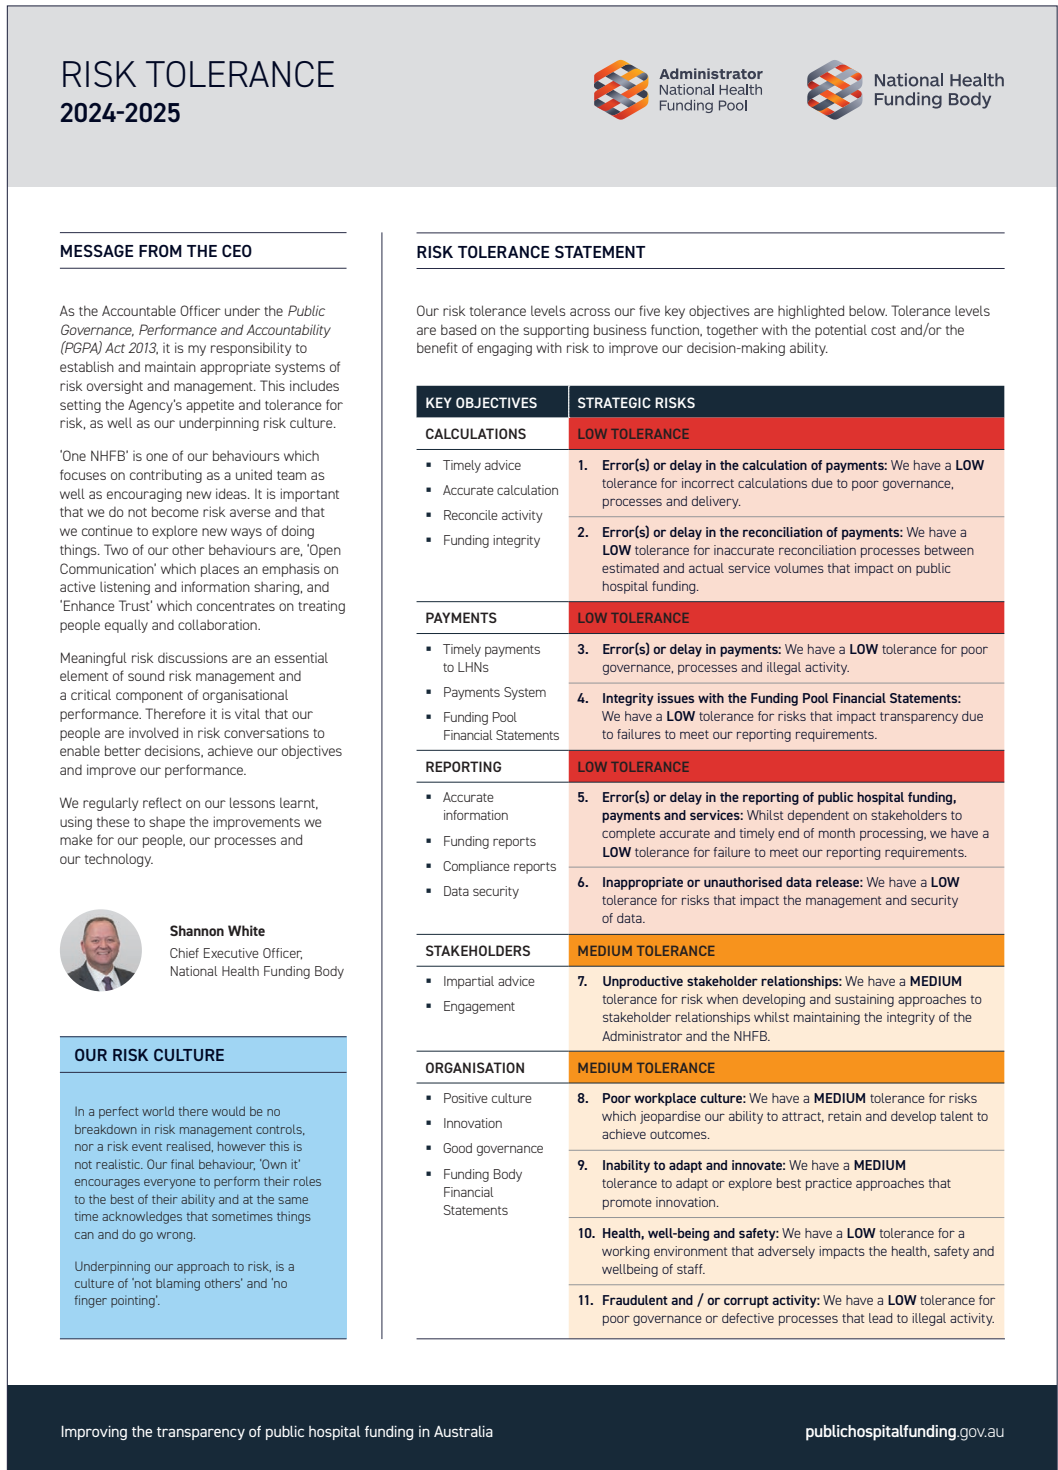 RISK TOLERANCE
2024-2025
Administrator
National Health
Funding Pool
National Health
Funding Body
MESSAGE FROM THE CEO
As the Accountable Officer under the Public
Governance, Performance and Accountability
(PGPA) Act 2013, it is my responsibility to
establish and maintain appropriate systems of
risk oversight and management. This includes
setting the Agency's appetite and tolerance for
risk, as well as our underpinning risk culture.
'One NHFB' is one of our behaviours which
focuses on contributing as a united team as
well as encouraging new ideas. It is important
that we do not become risk averse and that
we continue to explore new ways of doing
things. Two of our other behaviours are, 'Open
Communication' which places an emphasis on
active listening and information sharing, and
'Enhance Trust' which concentrates on treating
people equally and collaboration.
Meaningful risk discussions are an essential
element of sound risk management and
a critical component of organisational
performance. Therefore it is vital that our
people are involved in risk conversations to
enable better decisions, achieve our objectives
and improve our performance.
We regularly reflect on our lessons learnt,
using these to shape the improvements we
make for our people, our processes and
our technology.
Shannon White
Chief Executive Officer,
National Health Funding Body
OUR RISK CULTURE
In a perfect world there would be no
breakdown in risk management controls,
nor a risk event realised, however this is
not realistic. Our final behaviour, 'Own it'
encourages everyone to perform their roles
to the best of their ability and at the same
time acknowledges that sometimes things
can and do go wrong.
Underpinning our approach to risk, is a
culture of 'not blaming others' and 'no
finger pointing'.
RISK TOLERANCE STATEMENT
Our risk tolerance levels across our five key objectives are highlighted below. Tolerance levels
are based on the supporting business function, together with the potential cost and/or the
benefit of engaging with risk to improve our decision-making ability.
KEY OBJECTIVES STRATEGIC RISKS
CALCULATIONS LOW TOLERANCE
▪ Timely advice
▪ Accurate calculation
▪ Reconcile activity
▪ Funding integrity
1. Error(s) or delay in the calculation of payments: We have a LOW
tolerance for incorrect calculations due to poor governance,
processes and delivery.
2. Error(s) or delay in the reconciliation of payments: We have a
LOW tolerance for inaccurate reconciliation processes between
estimated and actual service volumes that impact on public
hospital funding.
PAYMENTS LOW TOLERANCE
▪ Timely payments
to LHNs
▪ Payments System
▪ Funding Pool
Financial Statements
3. Error(s) or delay in payments: We have a LOW tolerance for poor
governance, processes and illegal activity.
4. Integrity issues with the Funding Pool Financial Statements:
We have a LOW tolerance for risks that impact transparency due
to failures to meet our reporting requirements.
REPORTING LOW TOLERANCE
▪ Accurate
information
▪ Funding reports
▪ Compliance reports
▪ Data security
5. Error(s) or delay in the reporting of public hospital funding,
payments and services: Whilst dependent on stakeholders to
complete accurate and timely end of month processing, we have a
LOW tolerance for failure to meet our reporting requirements.
6. Inappropriate or unauthorised data release: We have a LOW
tolerance for risks that impact the management and security
of data.
STAKEHOLDERS MEDIUM TOLERANCE
▪ Impartial advice
▪ Engagement
7. Unproductive stakeholder relationships: We have a MEDIUM
tolerance for risk when developing and sustaining approaches to
stakeholder relationships whilst maintaining the integrity of the
Administrator and the NHFB.
ORGANISATION MEDIUM TOLERANCE
▪ Positive culture
▪ Innovation
▪ Good governance
▪ Funding Body
Financial
Statements
8. Poor workplace culture: We have a MEDIUM tolerance for risks
which jeopardise our ability to attract, retain and develop talent to
achieve outcomes.
9. Inability to adapt and innovate: We have a MEDIUM
tolerance to adapt or explore best practice approaches that
promote innovation.
10. Health, well-being and safety: We have a LOW tolerance for a
working environment that adversely impacts the health, safety and
wellbeing of staff.
11. Fraudulent and / or corrupt activity: We have a LOW tolerance for
poor governance or defective processes that lead to illegal activity.
Improving the transparency of public hospital funding in Australia
publichospitalfunding.gov.au